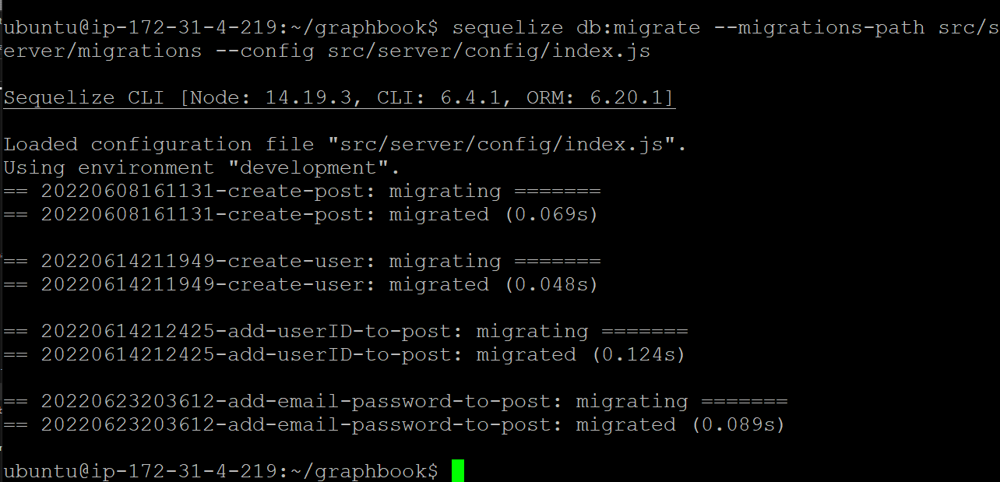 ubuntu@ip-172-31-4-219:~/graphbook$ sequelize db:migrate --migrations-path src/s
erver/migrations --config src/server/config/index.js
Sequelize CLI [Node: 14.19.3, CLI: 6.4.1, ORM: 6.20.1]
Loaded configuration file "src/server/config/index.js".
Using environment "development".
== 20220608161131-create-post: migrating =======
== 20220608161131-create-post: migrated (0.069s)
== 20220614211949-create-user: migrating =======
== 20220614211949-create-user: migrated (0.048s)
== 20220614212425-add-userID-to-post: migrating =======
== 20220614212425-add-userID-to-post: migrated (0.124s)
== 20220623203612-add-email-password-to-post: migrating =======
== 20220623203612-add-email-password-to-post: migrated (0.089s)
ubuntu@ip-172-31-4-219:~/graphbook$